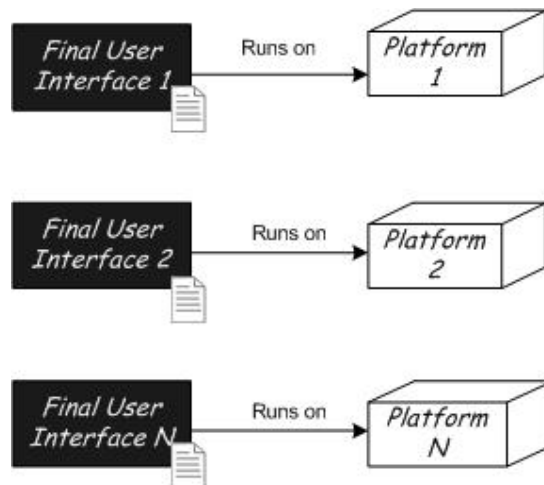 Final User
Interface 1
Runs on
Platform
1
Final User
Interface 2
Runs on
Platform
2
Final User
Interface N
Runs on
Platform
N